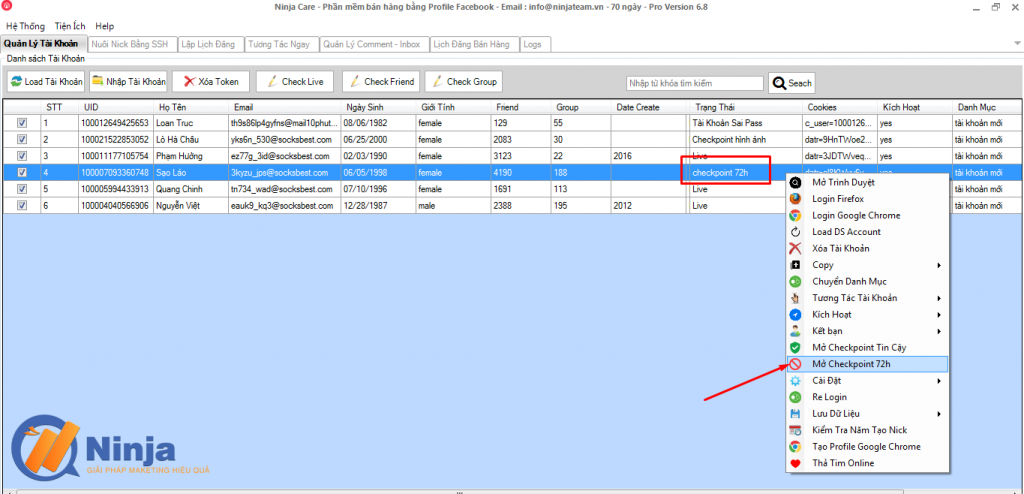 Ninja Care - Phần mềm bán hàng bằng Profile Facebook - Email : info@ninjateam.vn - 70 ngày - Pro Version 6.8
Hệ Thống Tiện Ích Help
Quản Lý Tài Khoản Nuôi Nick Bằng SSH Lập Lịch Đăng Tương Tác Ngay Quản Lý Comment - Inbox Lịch Đăng Bán Hàng Logs
Danh sách Tài Khoản
Load Tài Khoản Nhập Tài Khoản Xóa Token Check Live Check Friend Check Group Nhập từ khóa tìm kiếm Seach
STT UID Họ Tên Email Ngày Sinh Giới Tính Friend Group Date Create Trạng Thái Cookies Kích Hoạt Danh Mục
1 100012649425653 Loan Truc th9s86lp4gyfns@mail10phut... 08/06/1982 female 129 55 Tài Khoản Sai Pass c_user=1000126... yes tài khoản mới
2 100021522853052 Lò Hà Châu yks6n_530@socksbest.com 06/25/2000 female 2083 30 Checkpoint hình ảnh datr=9HnTWoe2... yes tài khoản mới
3 100011177105754 Phạm Hưởng ez77g_3id@socksbest.com 02/03/1990 female 3123 22 2016 Live datr=3JDTWveq... yes tài khoản mới
4 100007093360748 Sao Láo 3kyzu_jps@socksbest.com 06/05/1998 female 4190 188 checkpoint 72h tài khoản mới
5 100005994433913 Quang Chinh tn734_wad@socksbest.com 07/10/1996 female 1691 113 Live tài khoản mới
6 100004040566906 Nguyễn Việt eauk9_kq3@socksbest.com 12/28/1987 male 2388 195 2012 Live tài khoản mới
Mở Trình Duyệt
Login Firefox
Login Google Chrome
Load DS Account
Xóa Tài Khoản
Copy
Chuyển Danh Mục
Tương Tác Tài Khoản
Kích Hoạt
Kết bạn
Mở Checkpoint Tin Cậy
Mở Checkpoint 72h
Cài Đặt
Re Login
Lưu Dữ Liệu
Kiểm Tra Năm Tạo Nick
Tạo Profile Google Chrome
Thả Tim Online
Ninja
GIẢI PHÁP MAKETING HIỆU QUẢ